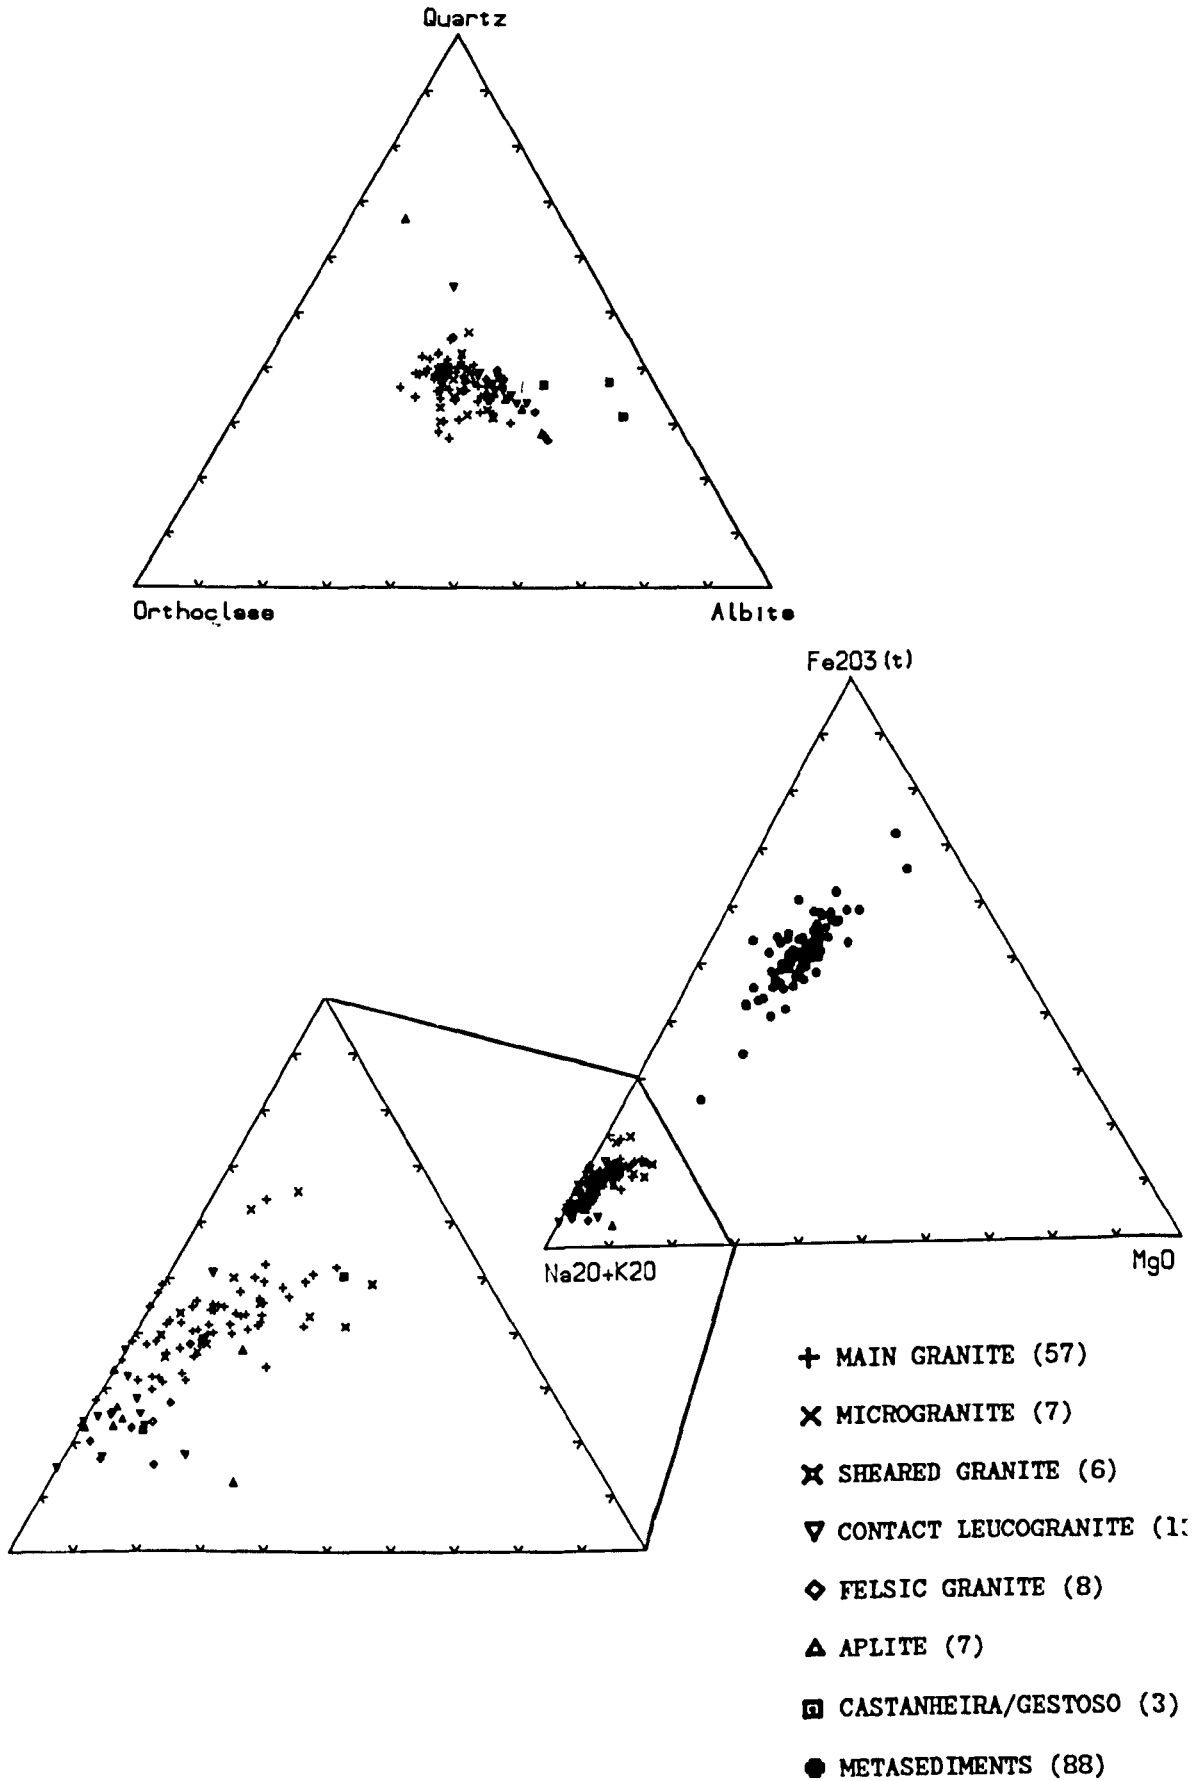 Quartz
Orthoclase
Albite
Fe2O3(t)
Na2O+K2O
MgO
MAIN GRANITE (57)
MICROGRANITE (7)
SHEARED GRANITE (6)
CONTACT LEUCOGRANITE
FELSIC GRANITE (8)
APLITE (7)
CASTANHEIRA/GESTOSO (3)
METASEDIMENTS (88)